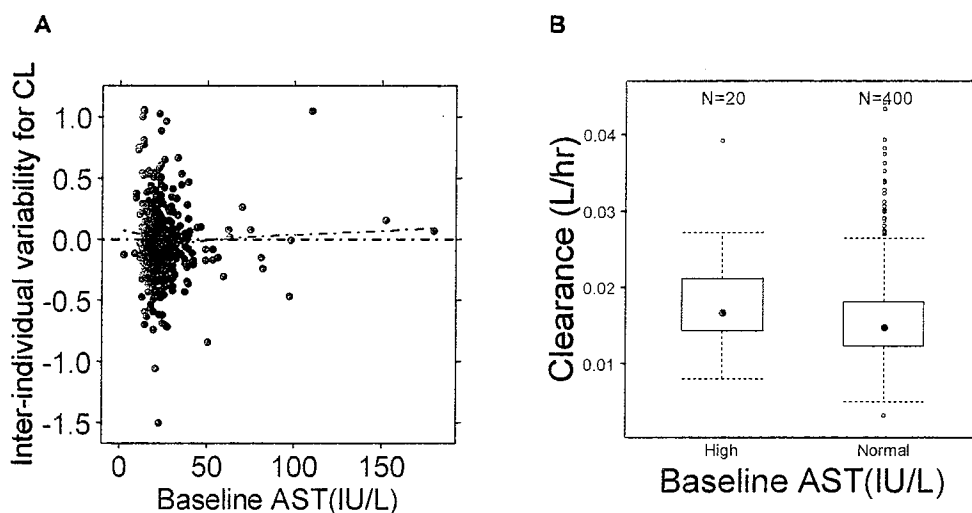 A
B
Inter-individual variability for CL
1.0
0.5
0.0
-0.5
-1.0
-1.5
0 50 100 150
Baseline AST(IU/L)
Clearance (L/hr)
N=20 N=400
0.04
0.03
0.02
0.01
High Normal
Baseline AST(IU/L)